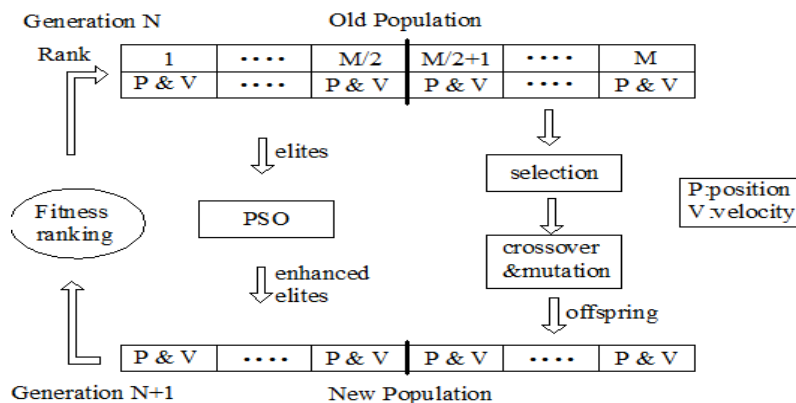 Generation N
Old Population
Rank
1 ···· M/2 M/2+1 ···· M
P & V ···· P & V P & V ···· P & V
elites
selection
P:position
V:velocity
Fitness
ranking
PSO
crossover
&mutation
enhanced
elites
offspring
P & V ···· P & V P & V ···· P & V
Generation N+1
New Population